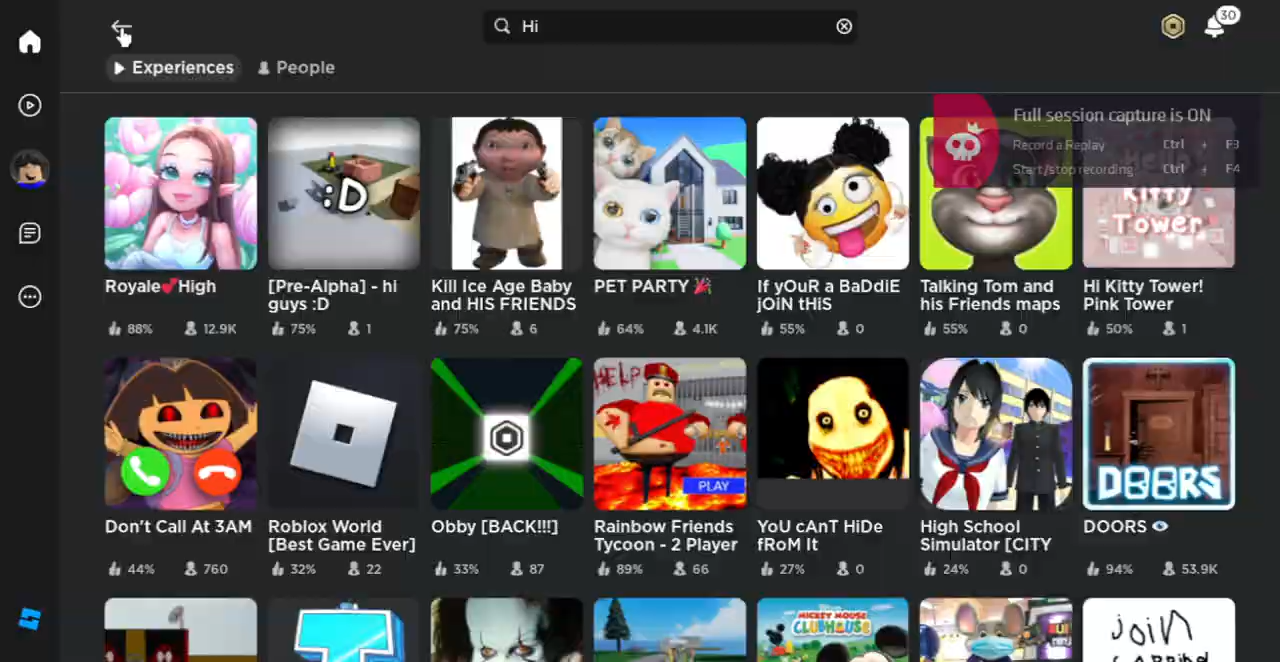 Hi
30
Experiences
People
Full session capture is ON
Record a Replay Ctrl + F3
Start/stop recording Ctrl + F4
:D
Kitty
Tower
Royale💕High
[Pre-Alpha] - hi
guys :D
Kill Ice Age Baby
and HIS FRIENDS
PET PARTY 🎉
If yOuR a BaDdIE
jOiN tHiS
Talking Tom and
his Friends maps
Hi Kitty Tower!
Pink Tower
88% 12.9K
75% 1
75% 6
64% 4.1K
55% 0
55% 0
50% 1
HELP
PLAY
DOORS
Don't Call At 3AM
Roblox World
[Best Game Ever]
Obby [BACK!!!]
Rainbow Friends
Tycoon - 2 Player
YoU cAnT HiDe
fRoM It
High School
Simulator [CITY
DOORS 👁️
44% 760
32% 22
33% 87
89% 66
27% 0
24% 0
94% 53.9K
MICKEY MOUSE
CLUBHOUSE
joiN